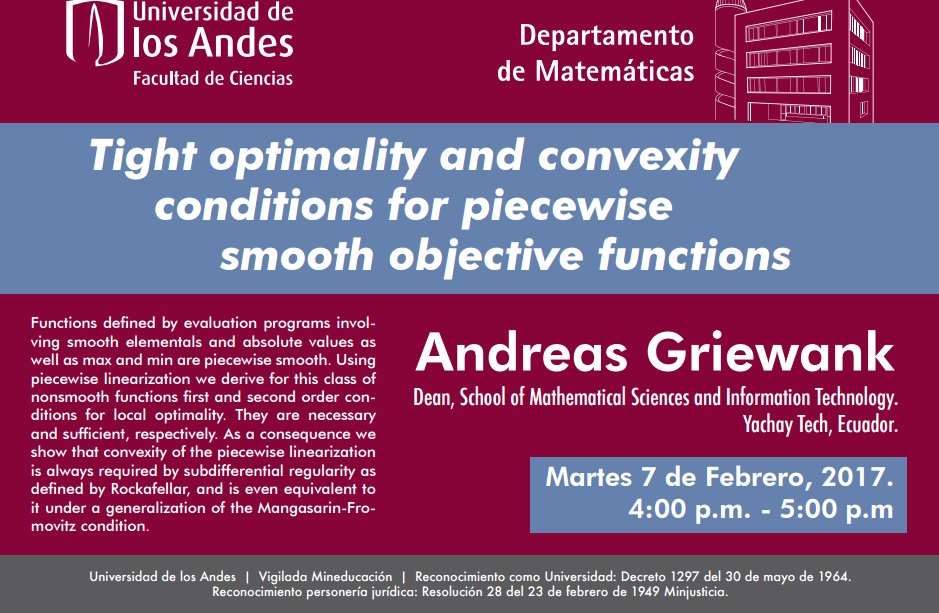 Universidad de
los Andes
Facultad de Ciencias
Departamento
de Matemáticas
Tight optimality and convexity
conditions for piecewise
smooth objective functions
Functions defined by evaluation programs invol-
ving smooth elementals and absolute values as
well as max and min are piecewise smooth. Using
piecewise linearization we derive for this class of
nonsmooth functions first and second order con-
ditions for local optimality. They are necessary
and sufficient, respectively. As a consequence we
show that convexity of the piecewise linearization
is always required by subdifferential regularity as
defined by Rockafellar, and is even equivalent to
it under a generalization of the Mangasarin-Fro-
movitz condition.
Andreas Griewank
Dean, School of Mathematical Sciences and Information Technology.
Yachay Tech, Ecuador.
Martes 7 de Febrero, 2017.
4:00 p.m. - 5:00 p.m
Universidad de los Andes | Vigilada Mineducación | Reconocimiento como Universidad: Decreto 1297 del 30 de mayo de 1964.
Reconocimiento personería jurídica: Resolución 28 del 23 de febrero de 1949 Minjusticia.